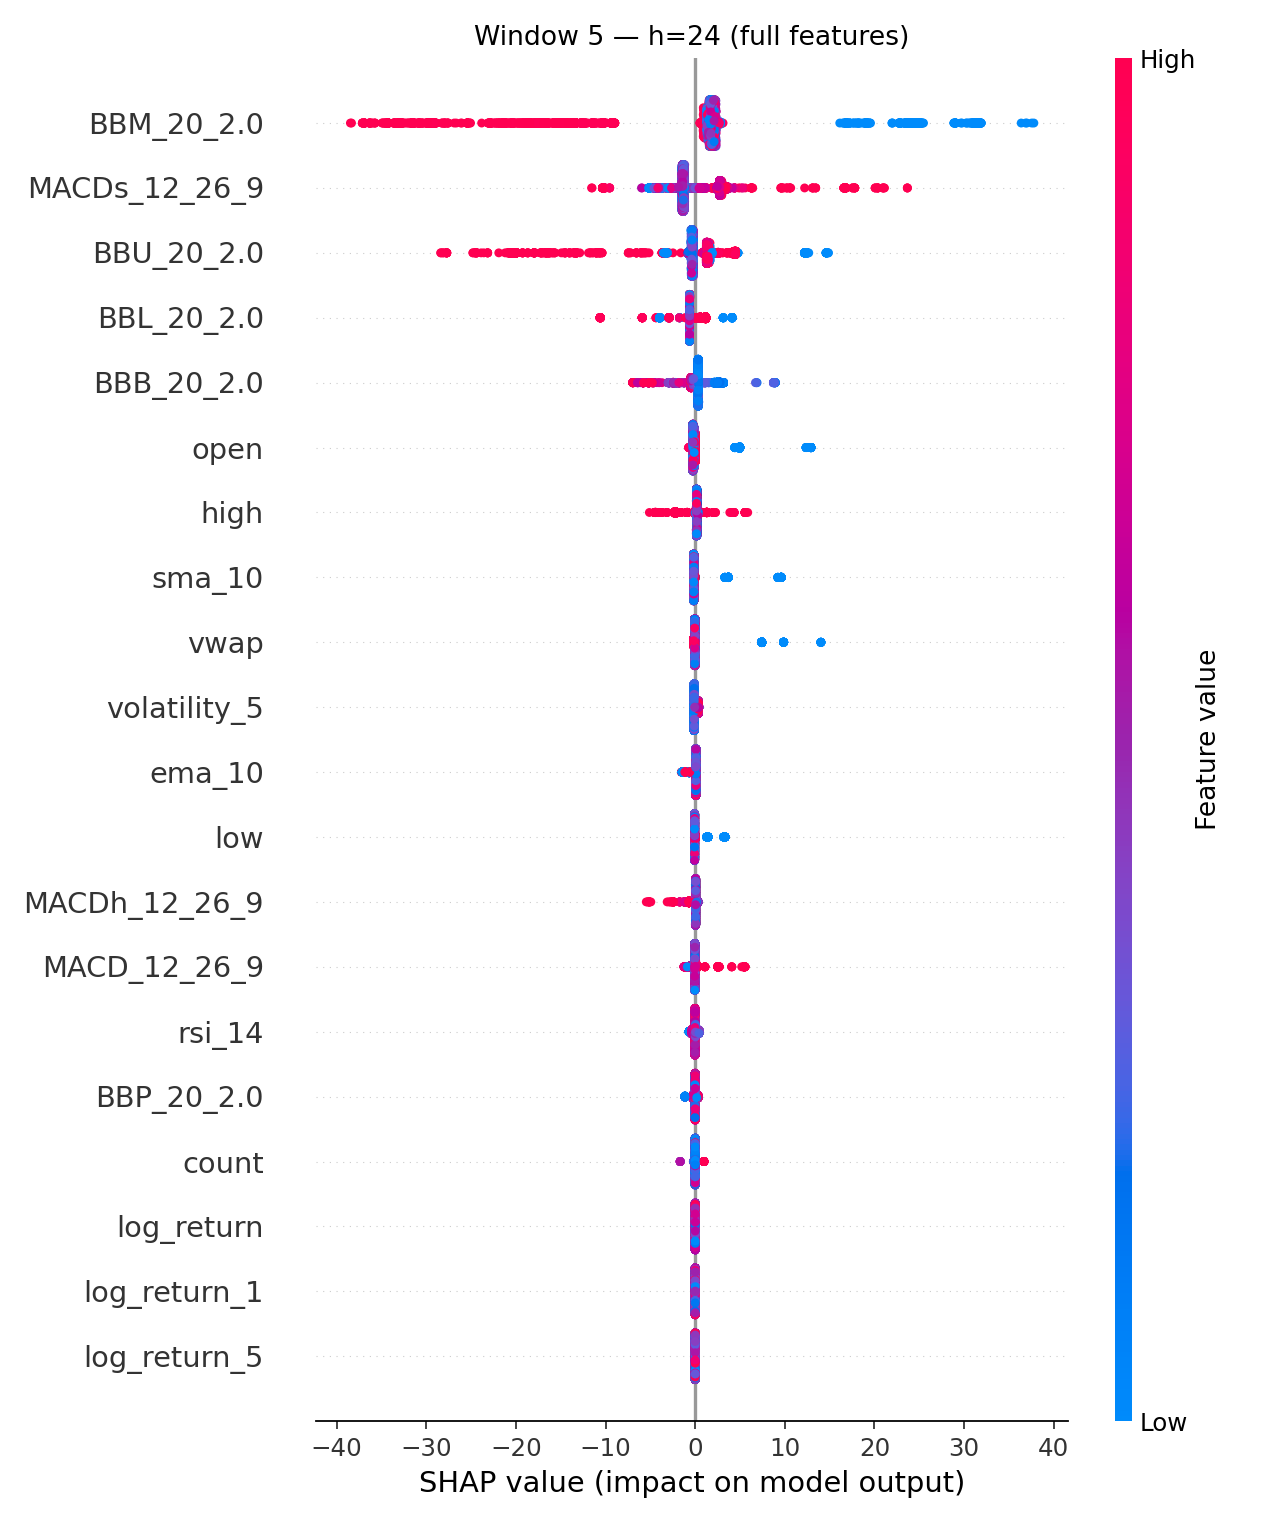 Window 5 — h=24 (full features)
High
BBM_20_2.0
MACDs_12_26_9
BBU_20_2.0
BBL_20_2.0
BBB_20_2.0
open
high
sma_10
vwap
volatility_5
ema_10
low
MACDh_12_26_9
MACD_12_26_9
rsi_14
BBP_20_2.0
count
log_return
log_return_1
log_return_5
Feature value
Low
−40 −30 −20 −10 0 10 20 30 40
SHAP value (impact on model output)